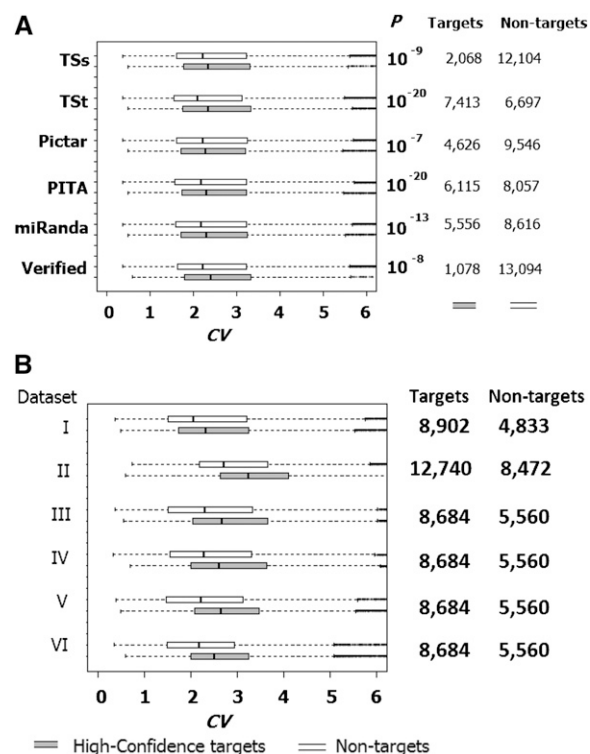 A
P Targets Non-targets
TSs 10^-9 2,068 12,104
TSt 10^-20 7,413 6,697
Pictar 10^-7 4,626 9,546
PITA 10^-20 6,115 8,057
miRanda 10^-13 5,556 8,616
Verified 10^-8 1,078 13,094
0 1 2 3 4 5 6
CV
B
Dataset Targets Non-targets
I 8,902 4,833
II 12,740 8,472
III 8,684 5,560
IV 8,684 5,560
V 8,684 5,560
VI 8,684 5,560
0 1 2 3 4 5 6
CV
High-Confidence targets Non-targets